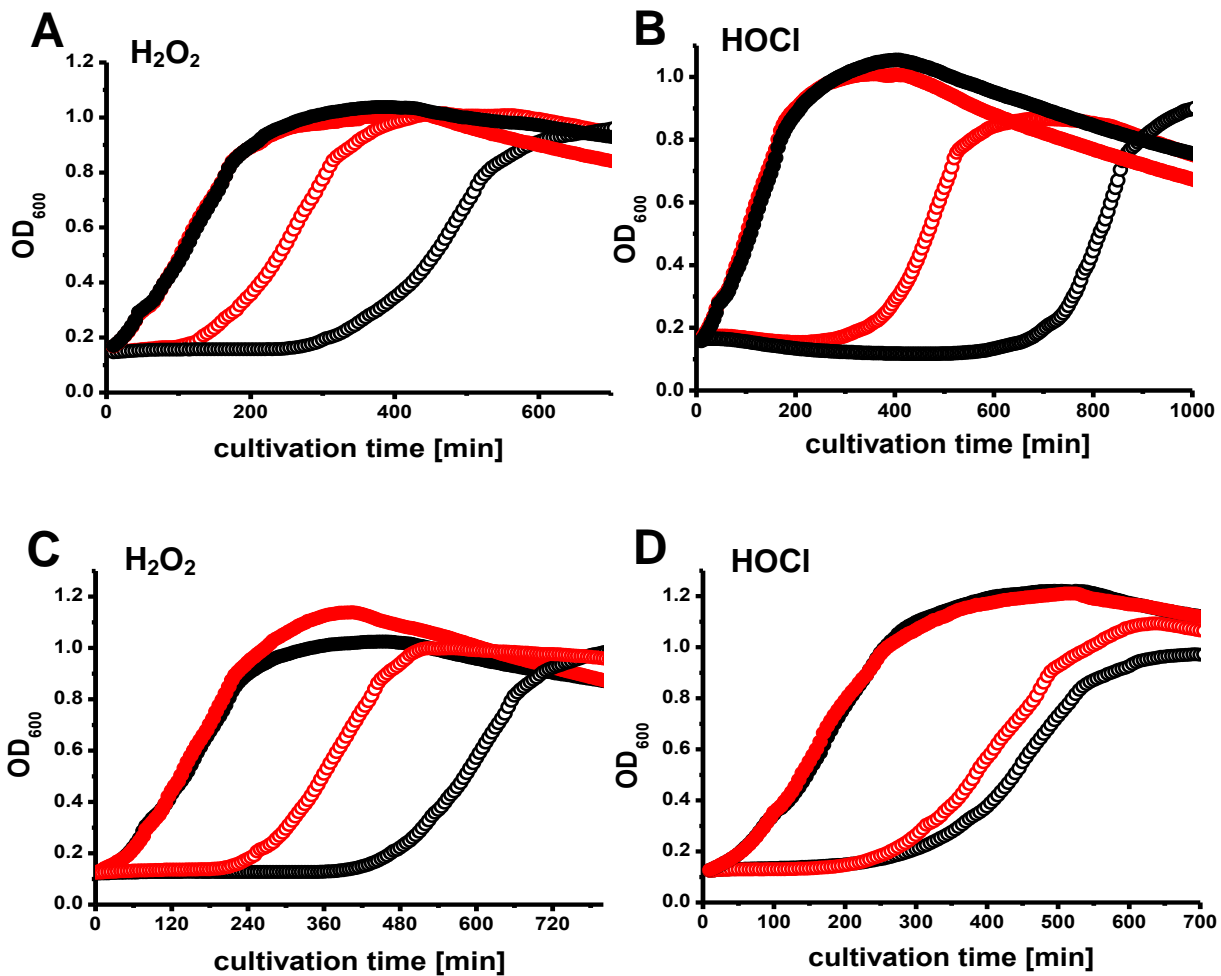 A
H₂O₂
OD₆₀₀
1.2
1.0
0.8
0.6
0.4
0.2
0.0
0 200 400 600
cultivation time [min]
B
HOCl
OD₆₀₀
1.0
0.8
0.6
0.4
0.2
0.0
0 200 400 600 800 1000
cultivation time [min]
C
H₂O₂
OD₆₀₀
1.2
1.0
0.8
0.6
0.4
0.2
0.0
0 120 240 360 480 600 720
cultivation time [min]
D
HOCl
OD₆₀₀
1.2
1.0
0.8
0.6
0.4
0.2
0.0
0 100 200 300 400 500 600 700
cultivation time [min]